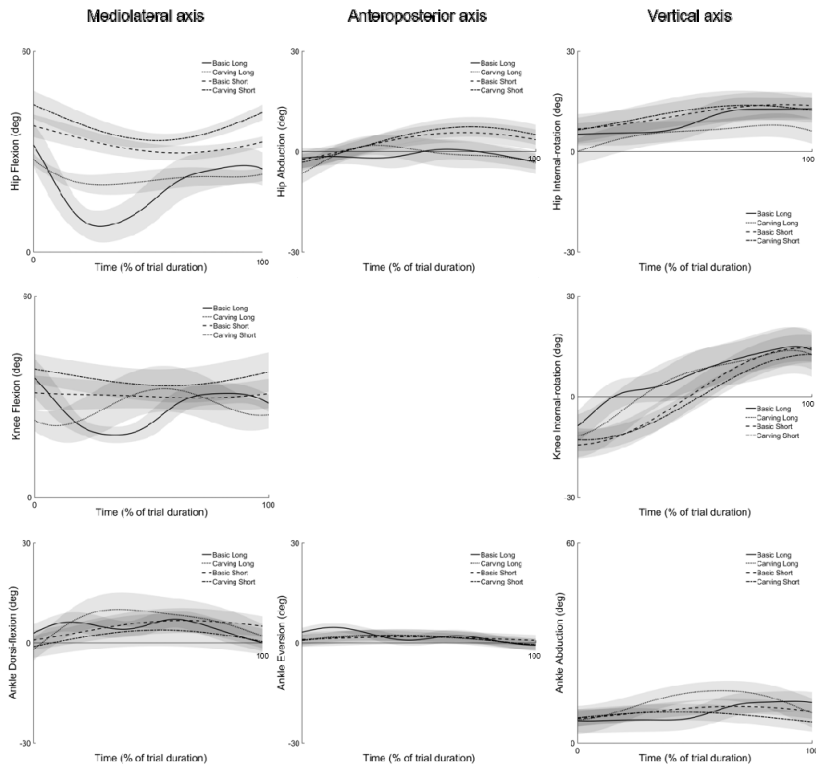 Mediolateral axis
Anteroposterior axis
Vertical axis
60
Hip Flexion (deg)
0
0
100
Time (% of trial duration)
Basic Long
Carving Long
Basic Short
Carving Short
30
Hip Abduction (deg)
0
-30
100
Time (% of trial duration)
Basic Long
Carving Long
Basic Short
Carving Short
30
Hip Internal-rotation (deg)
0
-30
100
Time (% of trial duration)
Basic Long
Carving Long
Basic Short
Carving Short
60
Knee Flexion (deg)
0
0
100
Time (% of trial duration)
Basic Long
Carving Long
Basic Short
Carving Short
30
Knee Internal-rotation (deg)
0
-30
100
Time (% of trial duration)
Basic Long
Carving Long
Basic Short
Carving Short
30
Ankle Dorsi-flexion (deg)
0
-30
100
Time (% of trial duration)
Basic Long
Carving Long
Basic Short
Carving Short
30
Ankle Eversion (deg)
0
-30
100
Time (% of trial duration)
Basic Long
Carving Long
Basic Short
Carving Short
60
Ankle Abduction (deg)
0
0
100
Time (% of trial duration)
Basic Long
Carving Long
Basic Short
Carving Short